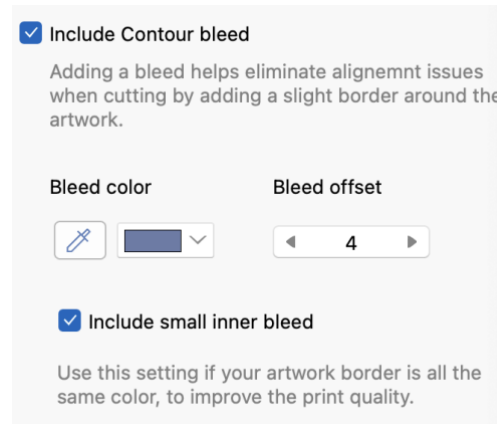 Include Contour bleed
Adding a bleed helps eliminate alignemnt issues
when cutting by adding a slight border around the
artwork.
Bleed color
Bleed offset
4
Include small inner bleed
Use this setting if your artwork border is all the
same color, to improve the print quality.